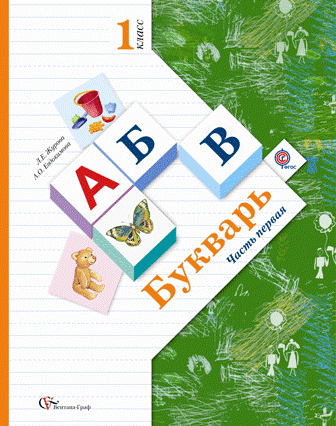 1
класс
Л.Е. Журова
А.О. Евдокимова
А
Б
В
ФГОС
Букварь
Часть первая
Вентана-Граф